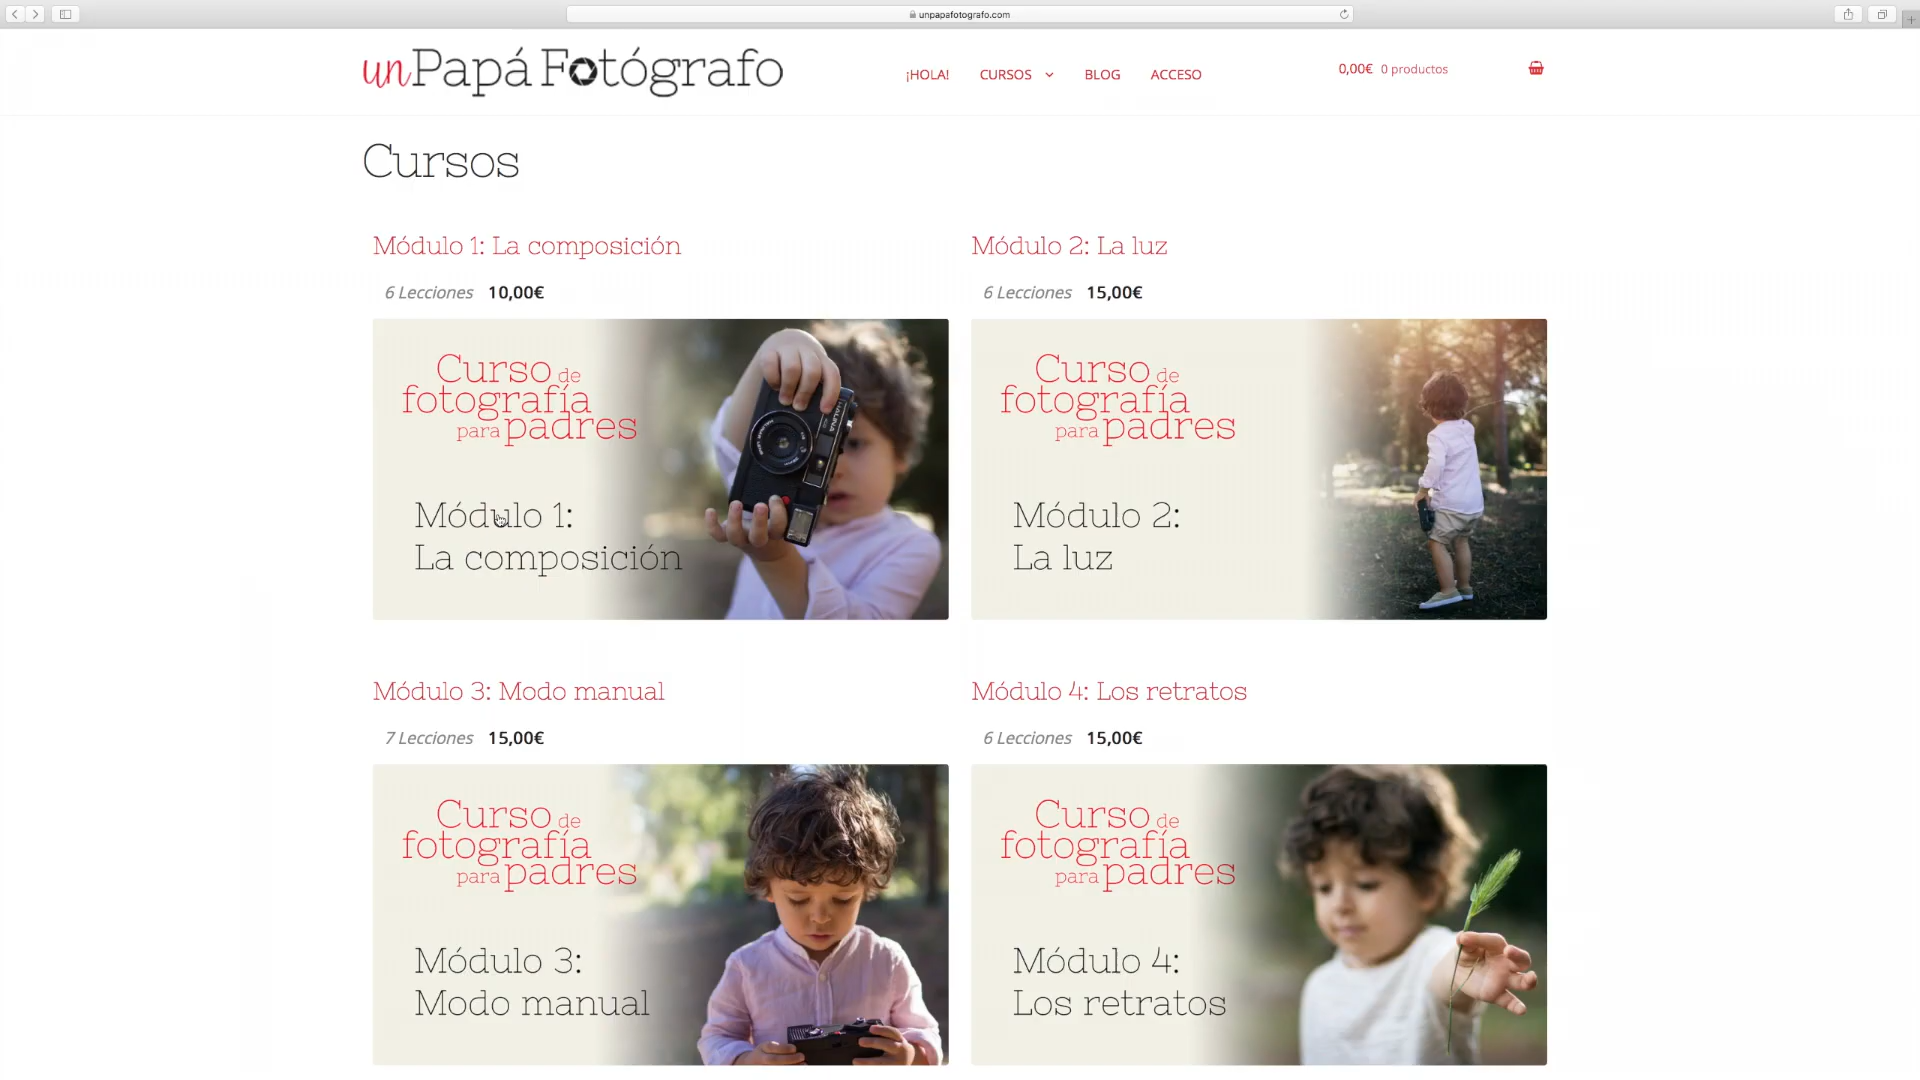 unpapafotografo.com
un Papá Fotógrafo
¡HOLA! CURSOS BLOG ACCESO
0,00€ 0 productos
Cursos
Módulo 1: La composición
6 Lecciones 10,00€
Curso de
fotografía
para padres
Módulo 1:
La composición
Módulo 2: La luz
6 Lecciones 15,00€
Curso de
fotografía
para padres
Módulo 2:
La luz
Módulo 3: Modo manual
7 Lecciones 15,00€
Curso de
fotografía
para padres
Módulo 3:
Modo manual
Módulo 4: Los retratos
6 Lecciones 15,00€
Curso de
fotografía
para padres
Módulo 4:
Los retratos